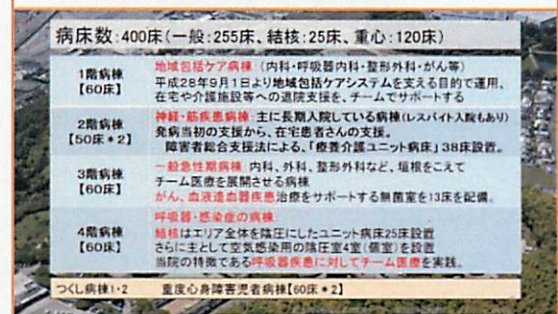 病床数:400床(一般:255床、結核:25床、重心:120床)
1階病棟
【60床】
地域包括ケア病棟:(内科・呼吸器内科・整形外科・がん等)
平成28年9月1日より地域包括ケアシステムを支える目的で運用、
在宅や介護施設等への退院支援を、チームでサポートする
2階病棟
【50床*2】
神経・筋疾患病棟:主に長期入院している病棟(レスパイト入院もあり)
発病当初の支援から、在宅患者さんの支援。
障害者総合支援法による、「療養介護ユニット病床」38床設置。
3階病棟
【60床】
一般急性期病棟:内科、外科、整形外科など、垣根をこえて
チーム医療を展開させる病棟
がん、血液造血器疾患治療をサポートする無菌室を13床を配備。
4階病棟
【60床】
呼吸器・感染症の病棟:
結核はエリア全体を陰圧にしたユニット病床25床設置
さらに主として空気感染用の陰圧室4室(個室)を設置
当院の特徴である呼吸器疾患に対してチーム医療を実践。
つくし病棟1・2 重度心身障害児者病棟【60床*2】